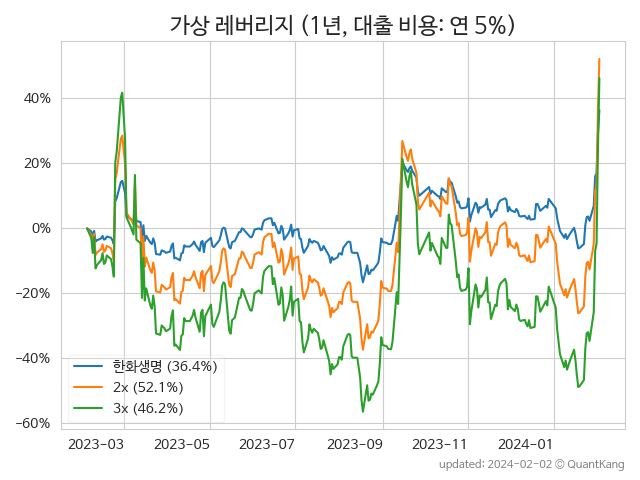 가상 레버리지 (1년, 대출 비용: 연 5%)
40%
20%
0%
−20%
−40%
−60%
한화생명 (36.4%)
2x (52.1%)
3x (46.2%)
2023-03 2023-05 2023-07 2023-09 2023-11 2024-01
updated: 2024-02-02 © QuantKang